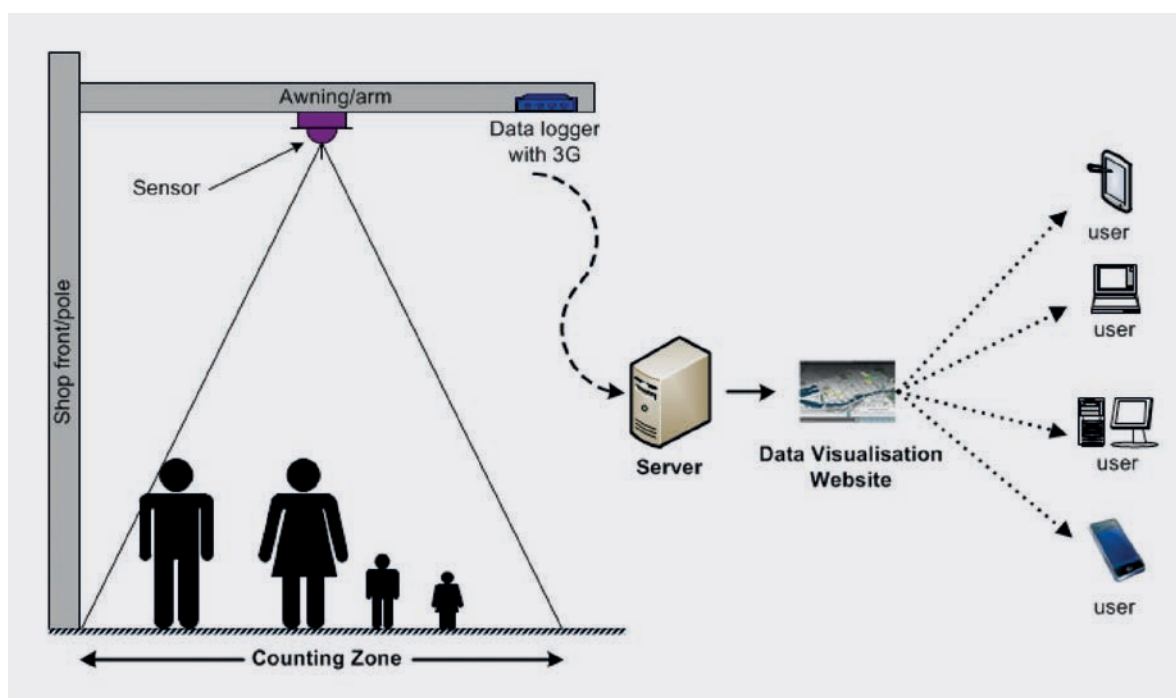 Awning/arm
Data logger
with 3G
Sensor
Shop front/pole
Counting Zone
Server
Data Visualisation
Website
user
user
user
user